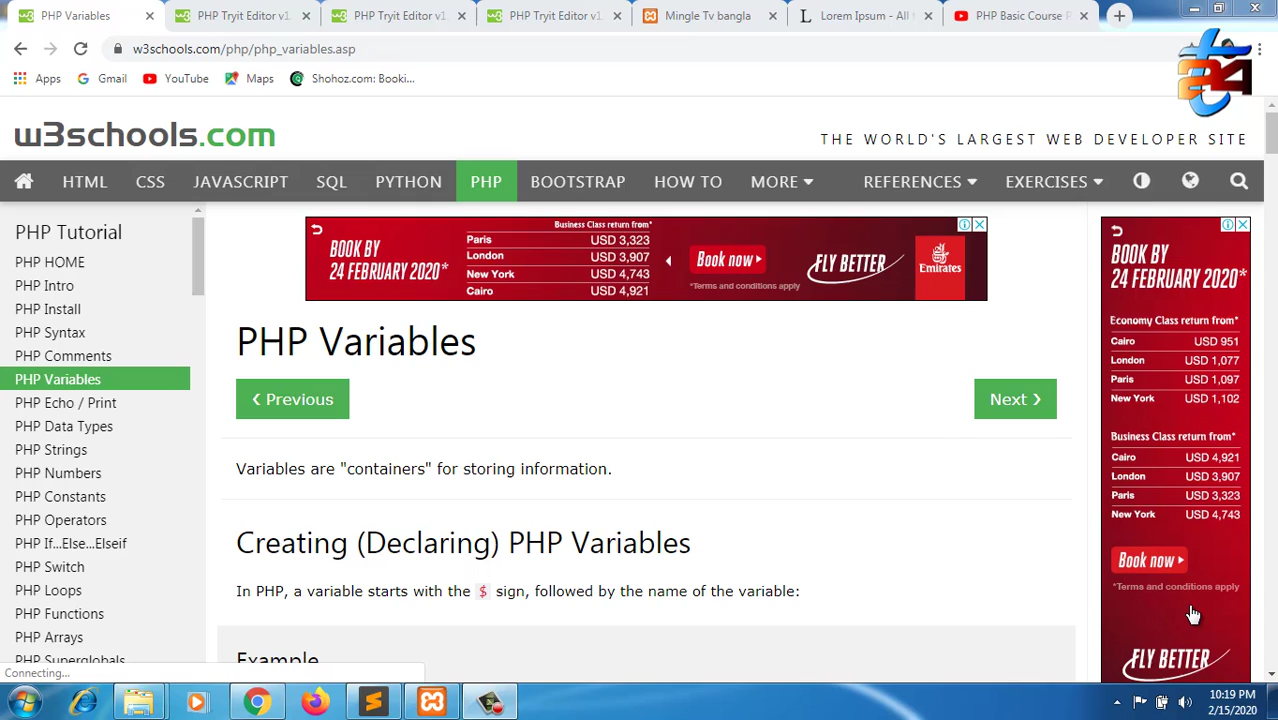 PHP Variables
PHP Tryit Editor v1.
PHP Tryit Editor v1.
PHP Tryit Editor v1.
Mingle Tv bangla
Lorem Ipsum - All t
PHP Basic Course P
w3schools.com/php/php_variables.asp
Apps
Gmail
YouTube
Maps
Shohoz.com: Booki...
w3schools.com
THE WORLD'S LARGEST WEB DEVELOPER SITE
HTML
CSS
JAVASCRIPT
SQL
PYTHON
PHP
BOOTSTRAP
HOW TO
MORE
REFERENCES
EXERCISES
PHP Tutorial
PHP HOME
PHP Intro
PHP Install
PHP Syntax
PHP Comments
PHP Variables
PHP Echo / Print
PHP Data Types
PHP Strings
PHP Numbers
PHP Constants
PHP Operators
PHP If...Else...Elseif
PHP Switch
PHP Loops
PHP Functions
PHP Arrays
PHP Superglobals
Connecting...
BOOK BY
24 FEBRUARY 2020*
Business Class return from*
Paris USD 3,323
London USD 3,907
New York USD 4,743
Cairo USD 4,921
Book now
*Terms and conditions apply
FLY BETTER
Emirates
PHP Variables
❮ Previous
Next ❯
Variables are "containers" for storing information.
Creating (Declaring) PHP Variables
In PHP, a variable starts with the $ sign, followed by the name of the variable:
Example
BOOK BY
24 FEBRUARY 2020*
Economy Class return from*
Cairo USD 951
London USD 1,077
Paris USD 1,097
New York USD 1,102
Business Class return from*
Cairo USD 4,921
London USD 3,907
Paris USD 3,323
New York USD 4,743
Book now
*Terms and conditions apply
FLY BETTER
10:19 PM
2/15/2020